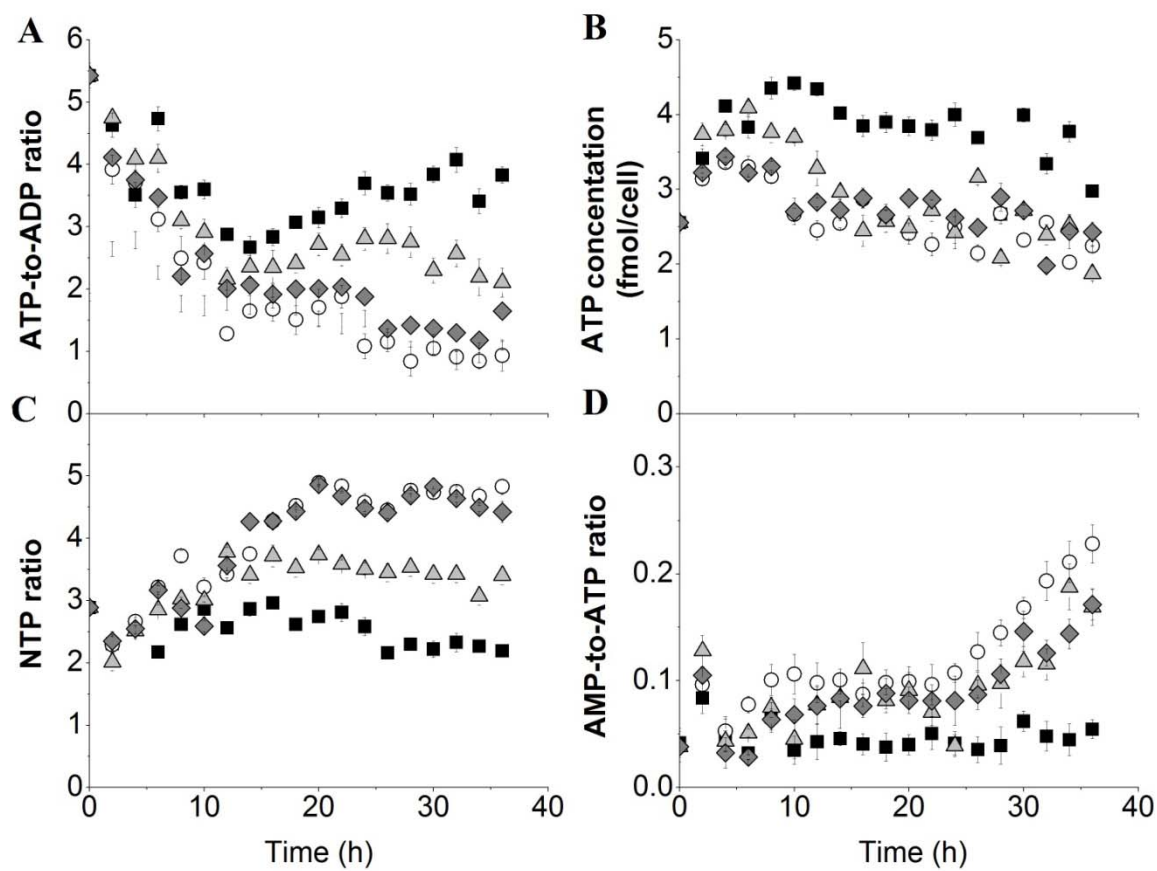 A
B
6
5
4
3
2
1
0
ATP-to-ADP ratio
5
4
3
2
1
0
ATP concentation
(fmol/cell)
C
D
5
4
3
2
1
0
NTP ratio
0 10 20 30 40
Time (h)
0.3
0.2
0.1
0.0
AMP-to-ATP ratio
0 10 20 30 40
Time (h)